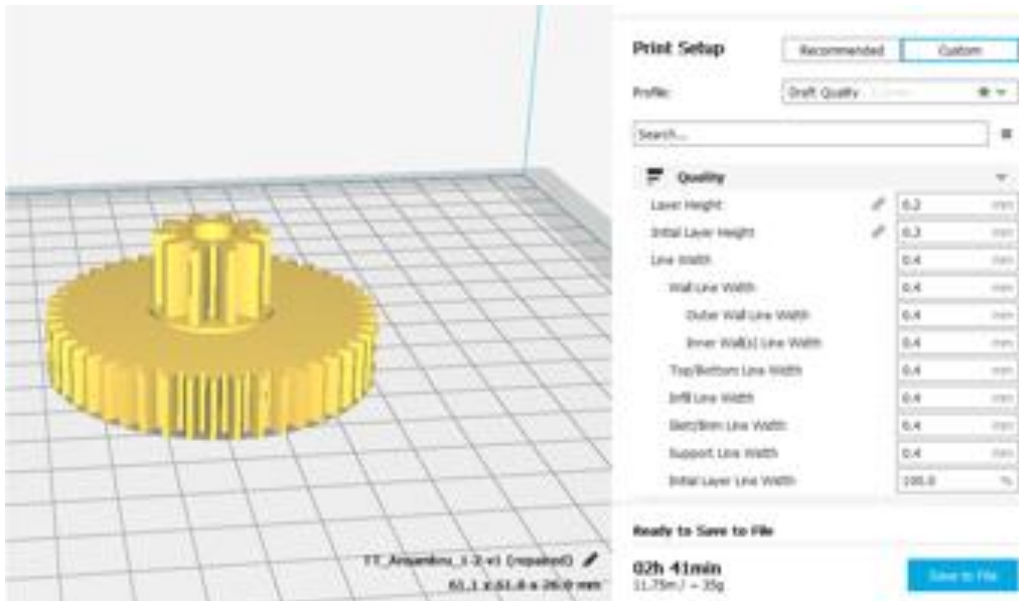 Print Setup
Recommended
Custom
Profile:
Draft Quality
Search...
Quality
Layer Height
0.2
mm
Initial Layer Height
0.3
mm
Line Width
0.4
mm
Wall Line Width
0.4
mm
Outer Wall Line Width
0.4
mm
Inner Wall(s) Line Width
0.4
mm
Top/Bottom Line Width
0.4
mm
Infill Line Width
0.4
mm
Skirt/Brim Line Width
0.4
mm
Support Line Width
0.4
mm
Initial Layer Line Width
100.0
%
Ready to Save to File
(repaired)
02h 41min
11.75m / ~ 35g
Save to File